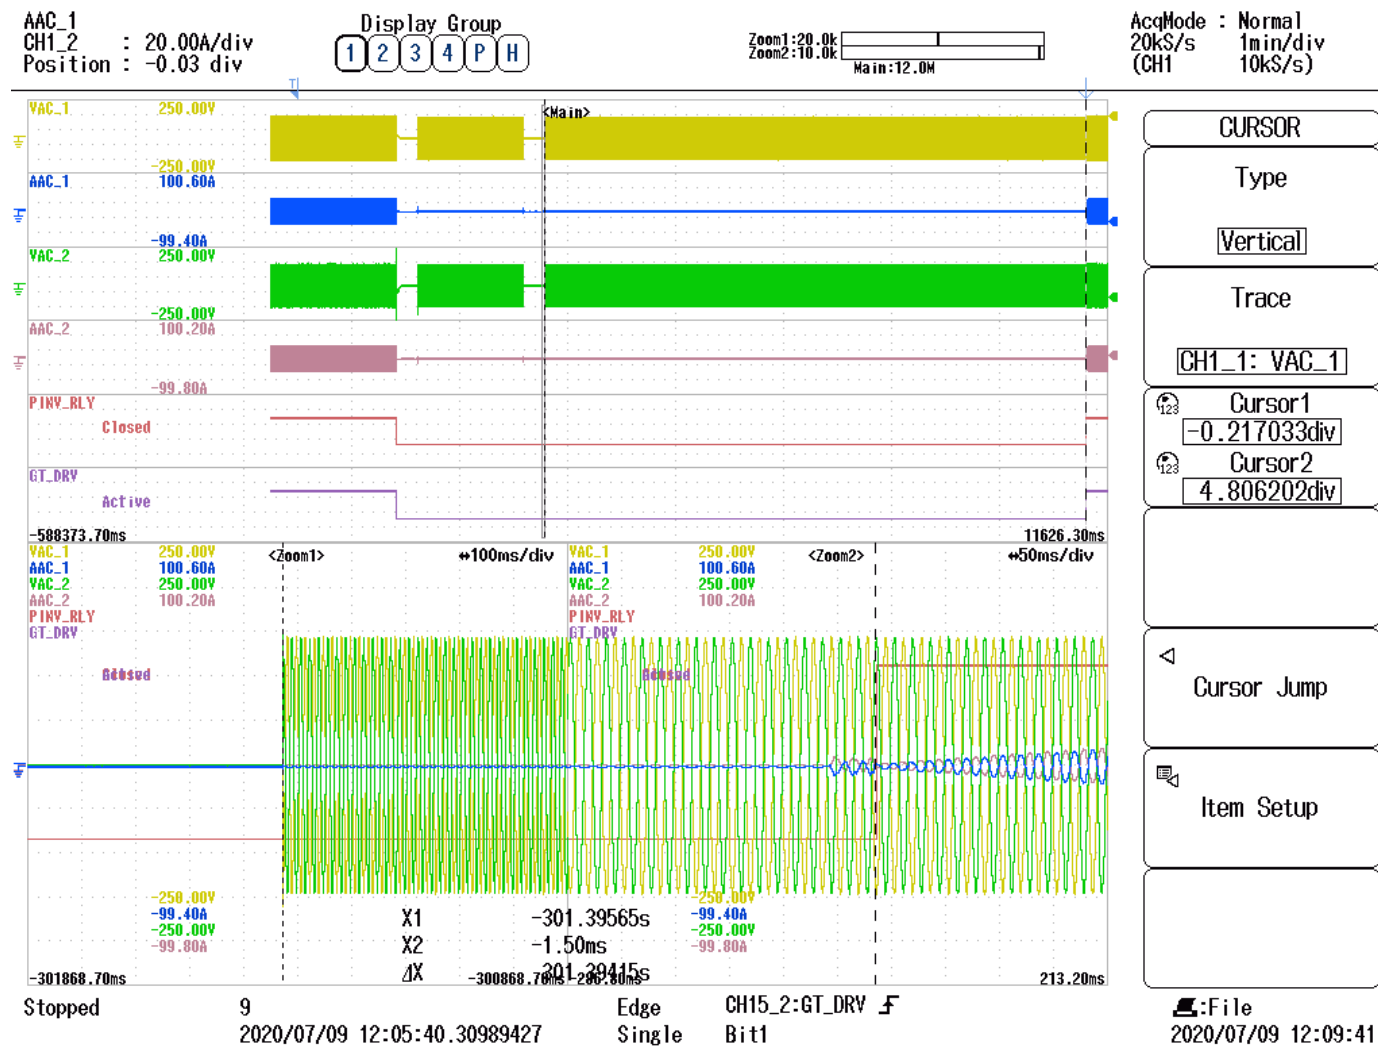 AAC_1
CH1_2 : 20.00A/div
Position : -0.03 div
Display Group
1 2 3 4 P H
Zoom1:20.0k
Zoom2:10.0k
Main:12.0M
AcqMode : Normal
20kS/s 1min/div
(CH1 10kS/s)
T
VAC_1 250.00V
<Main>
-250.00V
AAC_1 100.60A
-99.40A
VAC_2 250.00V
-250.00V
AAC_2 100.20A
-99.80A
PINV_RLY
Closed
GT_DRV
Active
-588373.70ms 11626.30ms
VAC_1 250.00V <Zoom1> ↔100ms/div
AAC_1 100.60A
VAC_2 250.00V
AAC_2 100.20A
PINV_RLY
GT_DRV
VAC_1 250.00V <Zoom2> ↔50ms/div
AAC_1 100.60A
VAC_2 250.00V
AAC_2 100.20A
PINV_RLY
GT_DRV
-250.00V
-99.40A
-250.00V
-99.80A
-250.00V
-99.40A
-250.00V
-99.80A
X1 -301.39565s
X2 -1.50ms
ΔX 301.39415s
-301868.70ms
213.20ms
CURSOR
Type
Vertical
Trace
CH1_1: VAC_1
Cursor1
-0.217033div
Cursor2
4.806202div
Cursor Jump
Item Setup
Stopped 9 Edge CH15_2:GT_DRV :File
2020/07/09 12:05:40.30989427 Single Bit1 2020/07/09 12:09:41